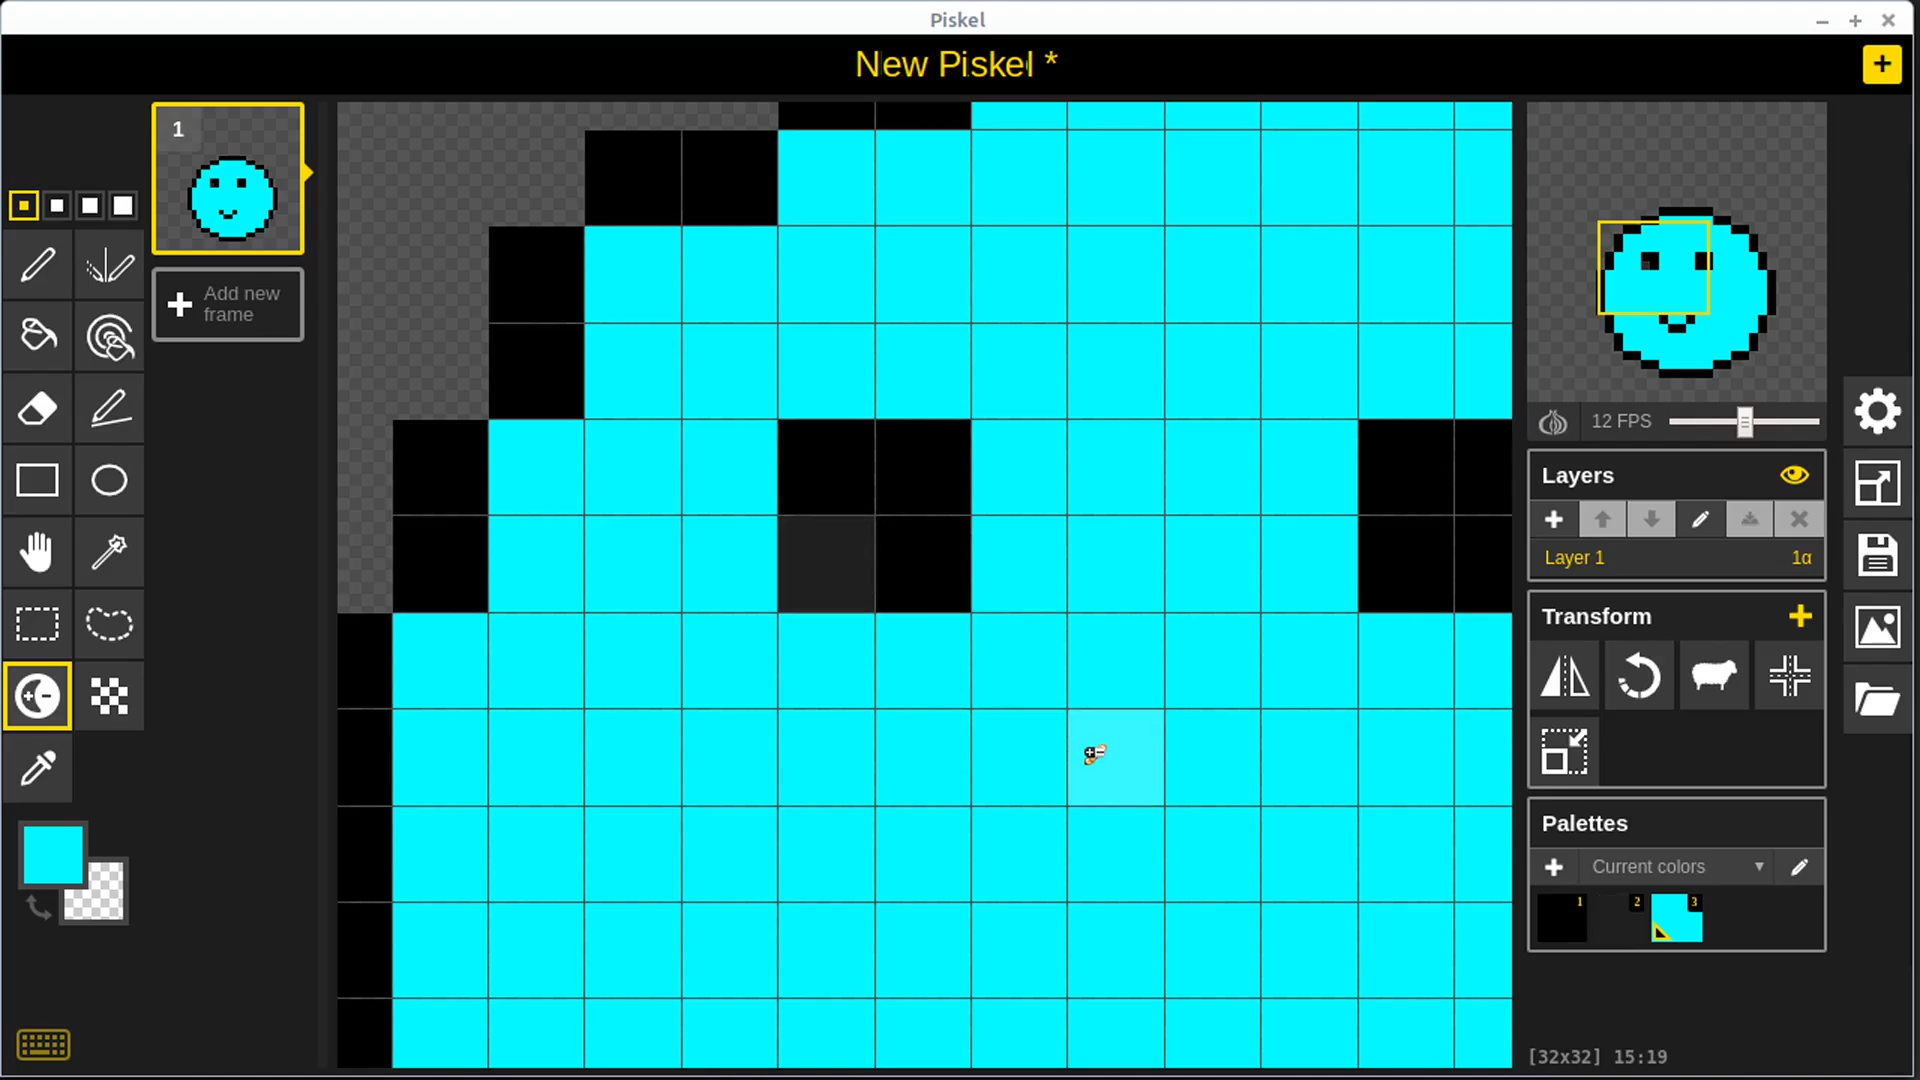 Piskel
New Piskel *
1
Add new
frame
12 FPS
Layers
Layer 1
1α
Transform
Palettes
Current colors
1
2
3
[32x32] 15:19